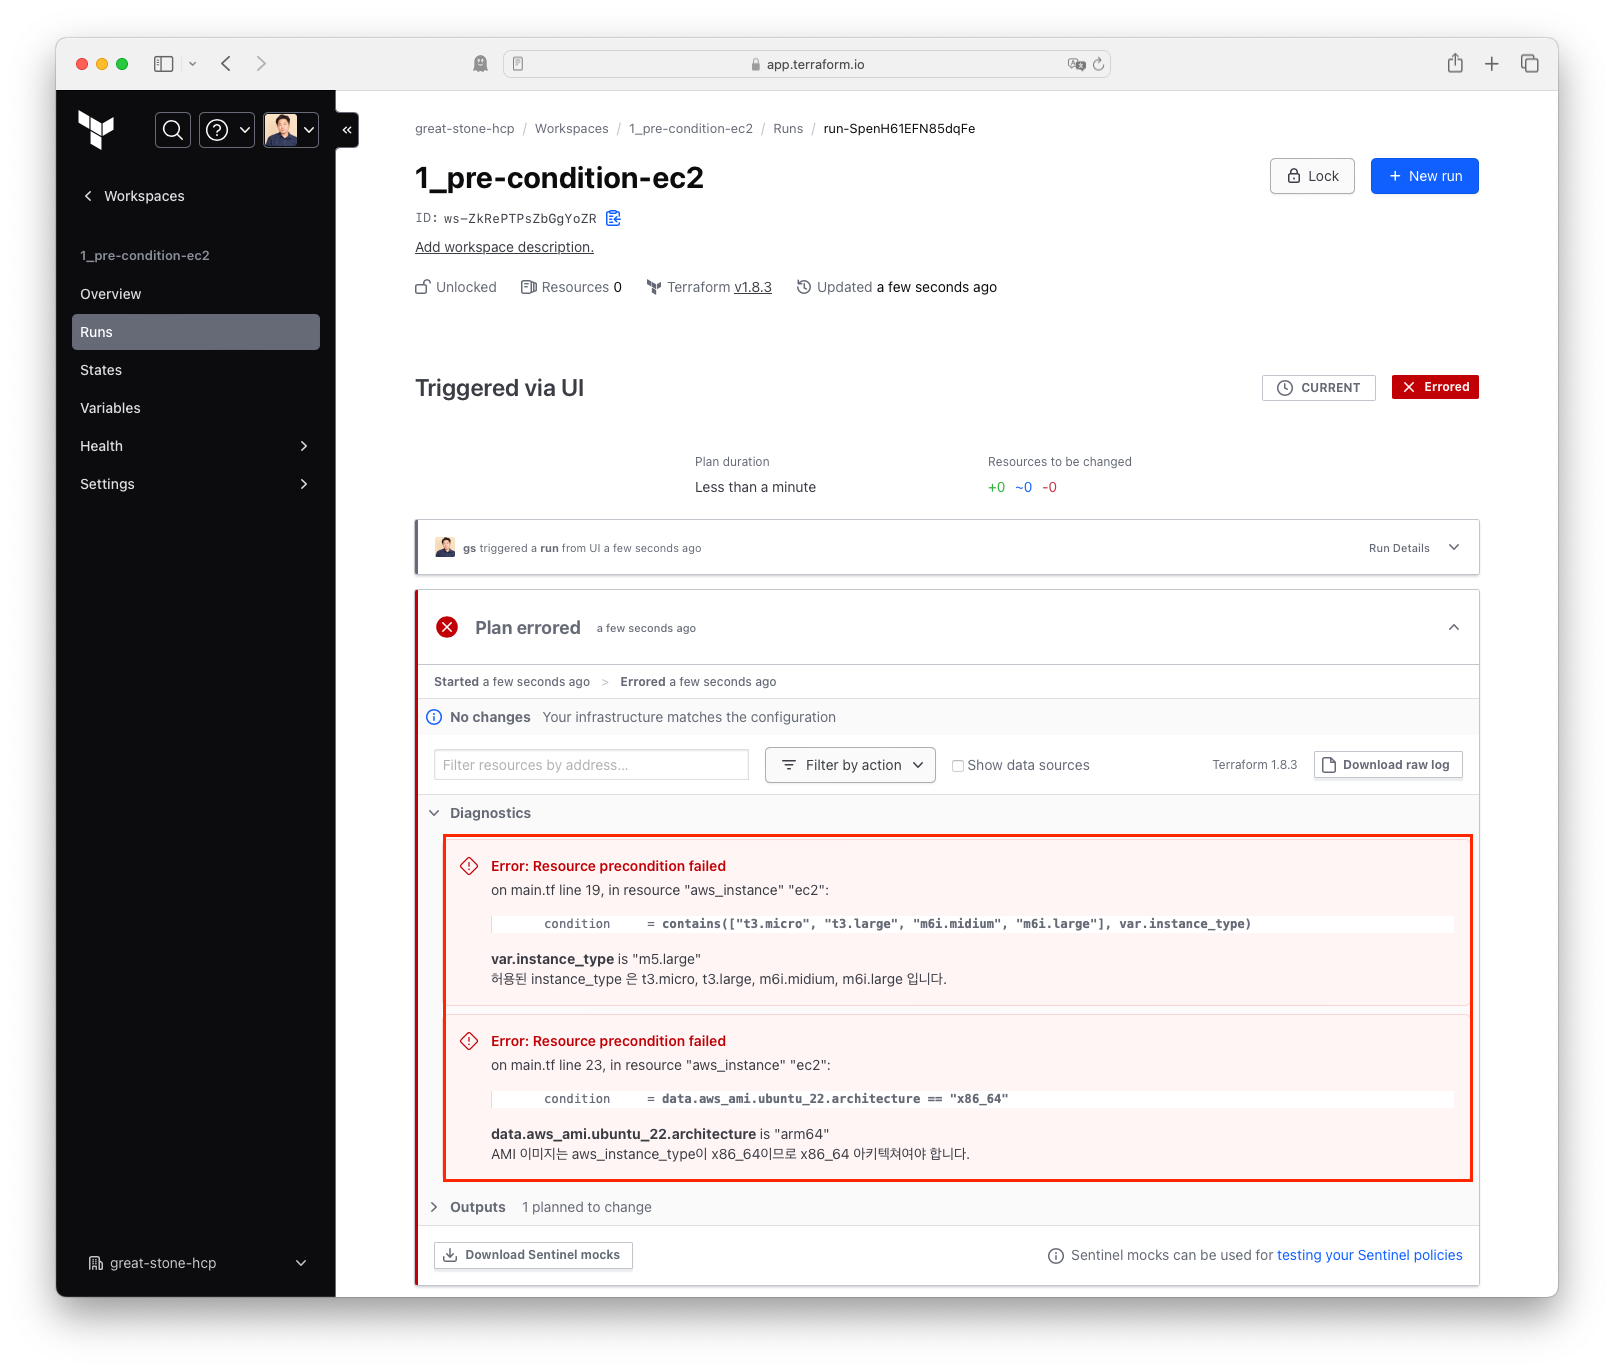 app.terraform.io
Workspaces
1_pre-condition-ec2
Overview
Runs
States
Variables
Health
Settings
great-stone-hcp
great-stone-hcp / Workspaces / 1_pre-condition-ec2 / Runs / run-SpenH61EFN85dqFe
1_pre-condition-ec2
Lock
+ New run
ID: ws-ZkRePTPsZbGgYoZR
Add workspace description.
Unlocked Resources 0 Terraform v1.8.3 Updated a few seconds ago
Triggered via UI
CURRENT
Errored
Plan duration
Less than a minute
Resources to be changed
+0 ~0 -0
gs triggered a run from UI a few seconds ago
Run Details
Plan errored a few seconds ago
Started a few seconds ago > Errored a few seconds ago
No changes Your infrastructure matches the configuration
Filter resources by address...
Filter by action
Show data sources
Terraform 1.8.3
Download raw log
Diagnostics
Error: Resource precondition failed
on main.tf line 19, in resource "aws_instance" "ec2":
condition = contains(["t3.micro", "t3.large", "m6i.midium", "m6i.large"], var.instance_type)
var.instance_type is "m5.large"
허용된 instance_type 은 t3.micro, t3.large, m6i.midium, m6i.large 입니다.
Error: Resource precondition failed
on main.tf line 23, in resource "aws_instance" "ec2":
condition = data.aws_ami.ubuntu_22.architecture == "x86_64"
data.aws_ami.ubuntu_22.architecture is "arm64"
AMI 이미지는 aws_instance_type이 x86_64이므로 x86_64 아키텍쳐여야 합니다.
Outputs 1 planned to change
Download Sentinel mocks
Sentinel mocks can be used for testing your Sentinel policies